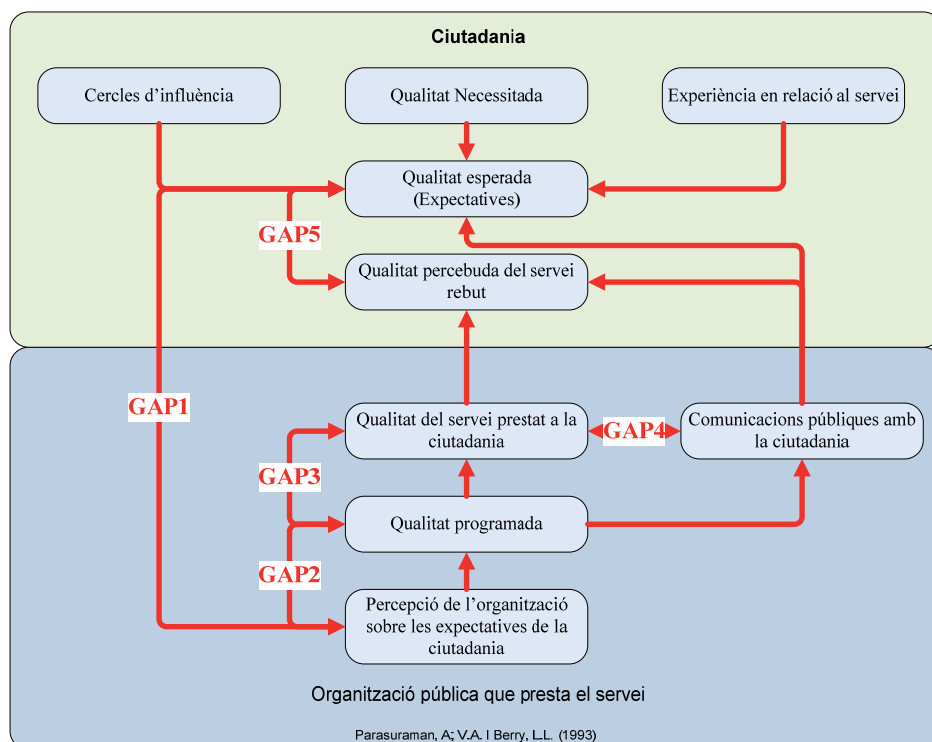 Ciutadania
Cercles d’influència
Qualitat Necessitada
Experiència en relació al servei
Qualitat esperada
(Expectatives)
GAP5
Qualitat percebuda del servei
rebut
GAP1
Qualitat del servei prestat a la
ciutadania
GAP4
Comunicacions públiques amb
la ciutadania
GAP3
Qualitat programada
GAP2
Percepció de l’organització
sobre les expectatives de la
ciutadania
Organització pública que presta el servei
Parasuraman, A; V.A. I Berry, L.L. (1993)